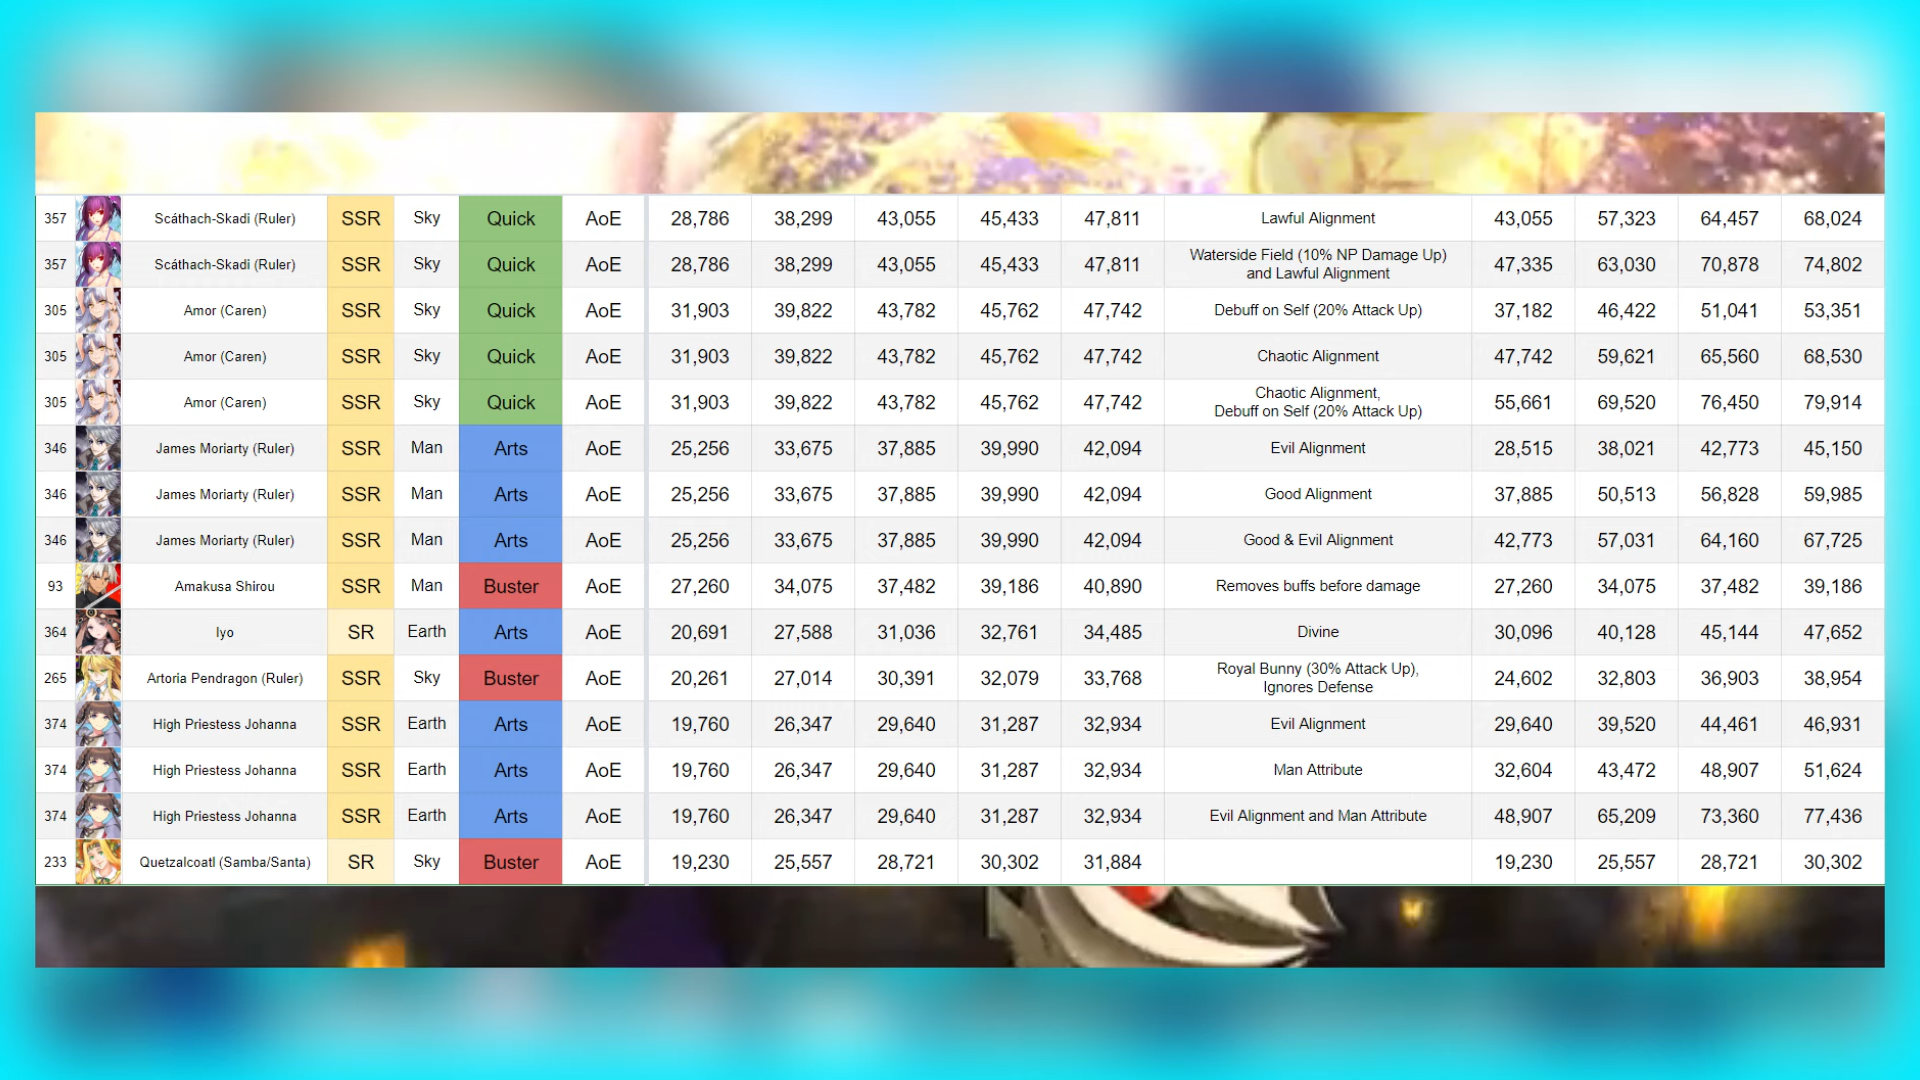 357 Scáthach-Skadi (Ruler) SSR Sky Quick AoE 28,786 38,299 43,055 45,433 47,811 Lawful Alignment 43,055 57,323 64,457 68,024
357 Scáthach-Skadi (Ruler) SSR Sky Quick AoE 28,786 38,299 43,055 45,433 47,811 Waterside Field (10% NP Damage Up)
and Lawful Alignment 47,335 63,030 70,878 74,802
305 Amor (Caren) SSR Sky Quick AoE 31,903 39,822 43,782 45,762 47,742 Debuff on Self (20% Attack Up) 37,182 46,422 51,041 53,351
305 Amor (Caren) SSR Sky Quick AoE 31,903 39,822 43,782 45,762 47,742 Chaotic Alignment 47,742 59,621 65,560 68,530
305 Amor (Caren) SSR Sky Quick AoE 31,903 39,822 43,782 45,762 47,742 Chaotic Alignment,
Debuff on Self (20% Attack Up) 55,661 69,520 76,450 79,914
346 James Moriarty (Ruler) SSR Man Arts AoE 25,256 33,675 37,885 39,990 42,094 Evil Alignment 28,515 38,021 42,773 45,150
346 James Moriarty (Ruler) SSR Man Arts AoE 25,256 33,675 37,885 39,990 42,094 Good Alignment 37,885 50,513 56,828 59,985
346 James Moriarty (Ruler) SSR Man Arts AoE 25,256 33,675 37,885 39,990 42,094 Good & Evil Alignment 42,773 57,031 64,160 67,725
93 Amakusa Shirou SSR Man Buster AoE 27,260 34,075 37,482 39,186 40,890 Removes buffs before damage 27,260 34,075 37,482 39,186
364 Iyo SR Earth Arts AoE 20,691 27,588 31,036 32,761 34,485 Divine 30,096 40,128 45,144 47,652
265 Artoria Pendragon (Ruler) SSR Sky Buster AoE 20,261 27,014 30,391 32,079 33,768 Royal Bunny (30% Attack Up),
Ignores Defense 24,602 32,803 36,903 38,954
374 High Priestess Johanna SSR Earth Arts AoE 19,760 26,347 29,640 31,287 32,934 Evil Alignment 29,640 39,520 44,461 46,931
374 High Priestess Johanna SSR Earth Arts AoE 19,760 26,347 29,640 31,287 32,934 Man Attribute 32,604 43,472 48,907 51,624
374 High Priestess Johanna SSR Earth Arts AoE 19,760 26,347 29,640 31,287 32,934 Evil Alignment and Man Attribute 48,907 65,209 73,360 77,436
233 Quetzalcoatl (Samba/Santa) SR Sky Buster AoE 19,230 25,557 28,721 30,302 31,884 19,230 25,557 28,721 30,302